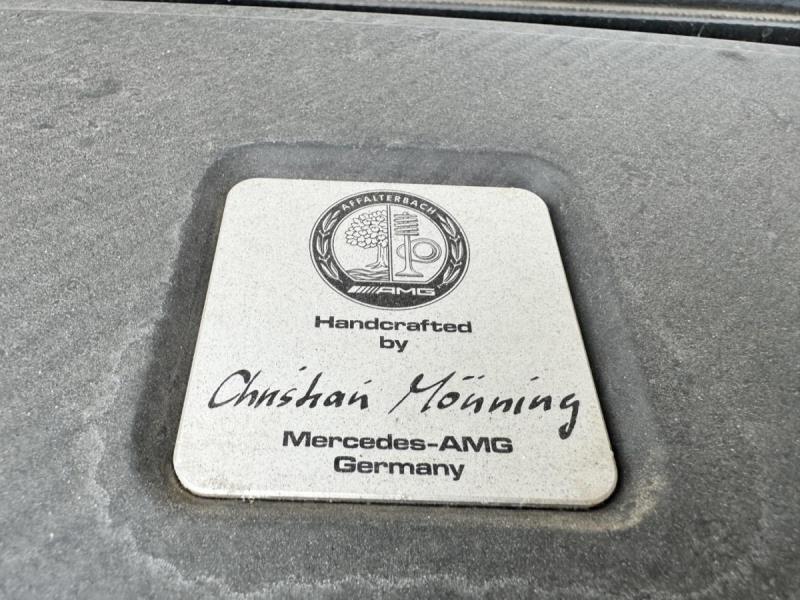 AFFALTERBACH
AMG
Handcrafted
by
Christian Mönning
Mercedes-AMG
Germany